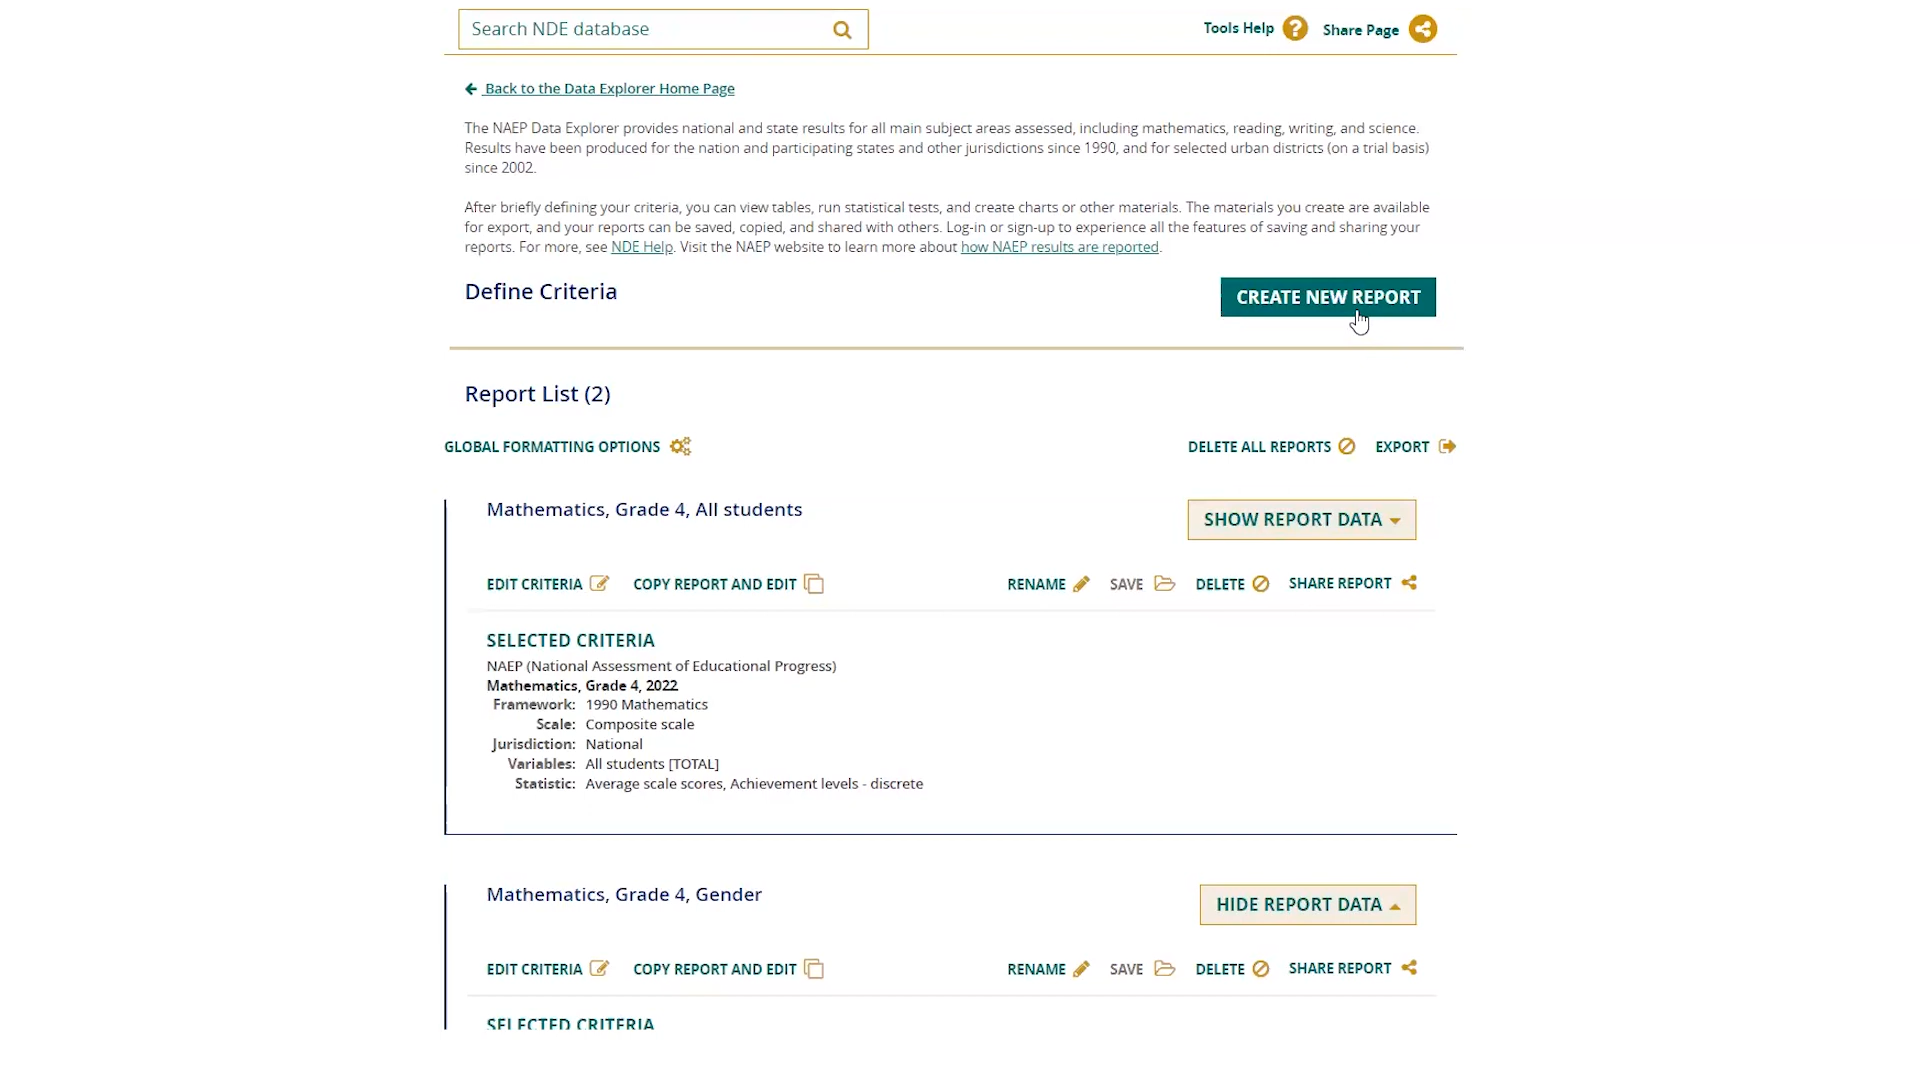 Search NDE database
Tools Help
Share Page
Back to the Data Explorer Home Page
The NAEP Data Explorer provides national and state results for all main subject areas assessed, including mathematics, reading, writing, and science.
Results have been produced for the nation and participating states and other jurisdictions since 1990, and for selected urban districts (on a trial basis)
since 2002.
After briefly defining your criteria, you can view tables, run statistical tests, and create charts or other materials. The materials you create are available
for export, and your reports can be saved, copied, and shared with others. Log-in or sign-up to experience all the features of saving and sharing your
reports. For more, see NDE Help. Visit the NAEP website to learn more about how NAEP results are reported.
Define Criteria
CREATE NEW REPORT
Report List (2)
GLOBAL FORMATTING OPTIONS
DELETE ALL REPORTS
EXPORT
Mathematics, Grade 4, All students
SHOW REPORT DATA
EDIT CRITERIA
COPY REPORT AND EDIT
RENAME
SAVE
DELETE
SHARE REPORT
SELECTED CRITERIA
NAEP (National Assessment of Educational Progress)
Mathematics, Grade 4, 2022
Framework: 1990 Mathematics
Scale: Composite scale
Jurisdiction: National
Variables: All students [TOTAL]
Statistic: Average scale scores, Achievement levels - discrete
Mathematics, Grade 4, Gender
HIDE REPORT DATA
EDIT CRITERIA
COPY REPORT AND EDIT
RENAME
SAVE
DELETE
SHARE REPORT
SELECTED CRITERIA